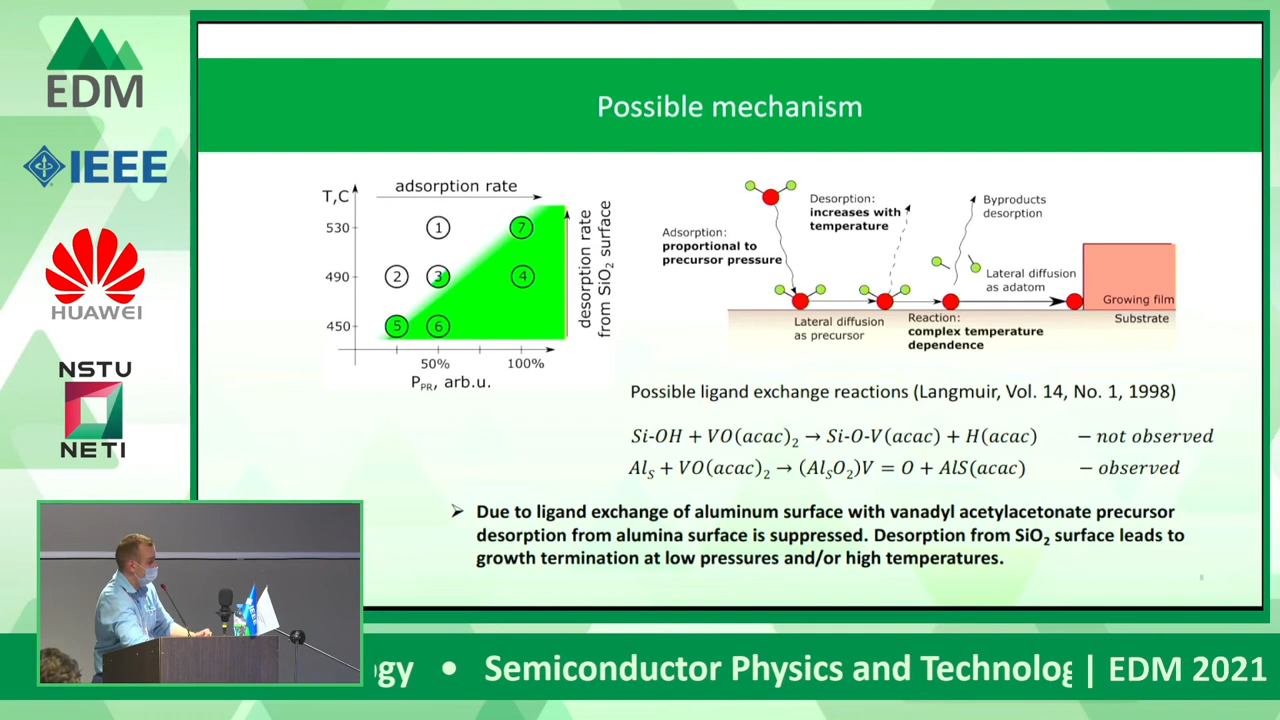 EDM
IEEE
HUAWEI
NSTU
NETI
Possible mechanism
adsorption rate
T,C
530
490
450
1
7
2
3
4
5
6
50%
100%
P_PR, arb.u.
desorption rate
from SiO₂ surface
Adsorption:
proportional to
precursor pressure
Desorption:
increases with
temperature
Byproducts
desorption
Lateral diffusion
as adatom
Growing film
Substrate
Lateral diffusion
as precursor
Reaction:
complex temperature
dependence
Possible ligand exchange reactions (Langmuir, Vol. 14, No. 1, 1998)
Si-OH + VO(acac)₂ → Si-O-V(acac) + H(acac) – not observed
Al_S + VO(acac)₂ → (Al_SO₂)V = O + AlS(acac) – observed
➢ Due to ligand exchange of aluminum surface with vanadyl acetylacetonate precursor
desorption from alumina surface is suppressed. Desorption from SiO₂ surface leads to
growth termination at low pressures and/or high temperatures.
8
ogy • Semiconductor Physics and Technolog | EDM 2021